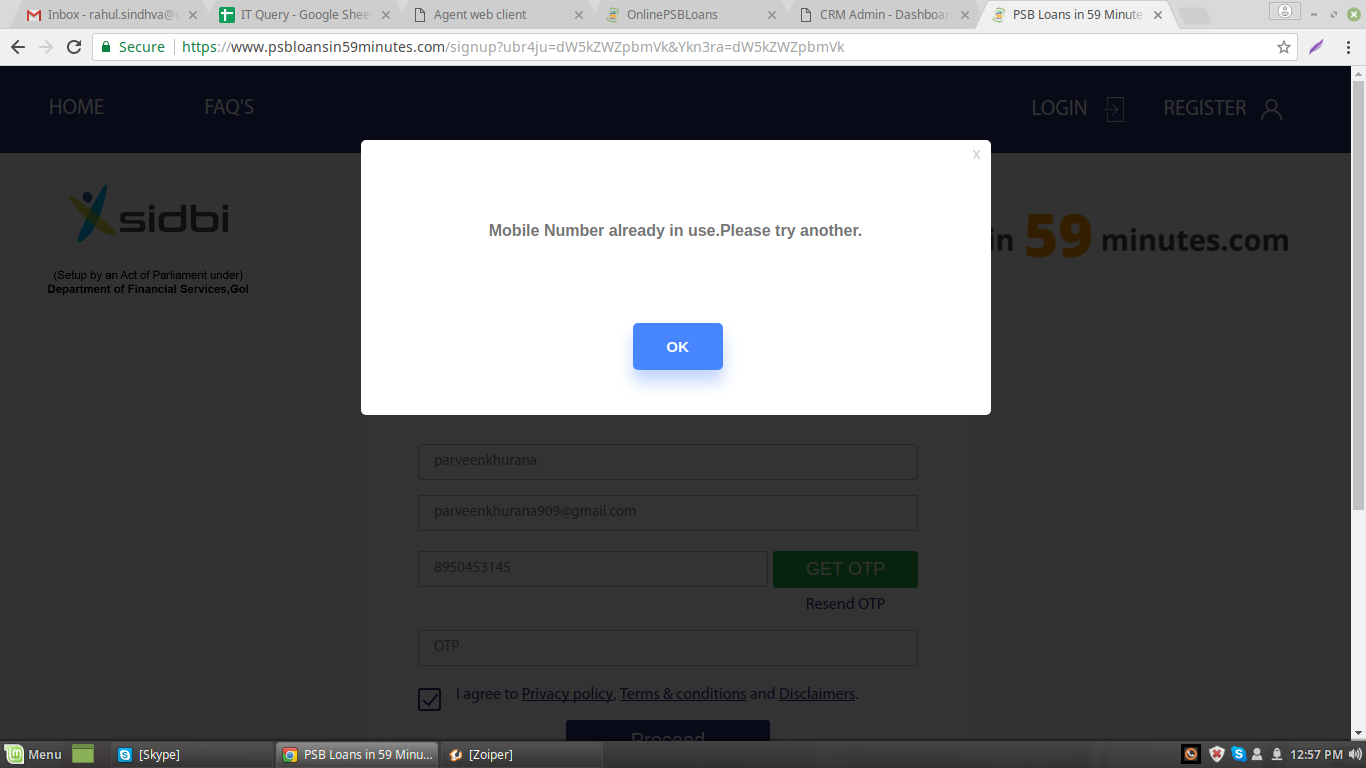 Inbox - rahul.sindhva@
IT Query - Google Shee
Agent web client
OnlinePSBLoans
CRM Admin - Dashboar
PSB Loans in 59 Minute
Secure
https://www.psbloansin59minutes.com/signup?ubr4ju=dW5kZWZpbmVk&Ykn3ra=dW5kZWZpbmVk
HOME
FAQ'S
LOGIN
REGISTER
x
sidbi
(Setup by an Act of Parliament under)
Department of Financial Services,GoI
in 59 minutes.com
Mobile Number already in use.Please try another.
OK
parveenkhurana
parveenkhurana909@gmail.com
8950453145
GET OTP
Resend OTP
OTP
I agree to Privacy policy, Terms & conditions and Disclaimers.
Proceed
Menu
[Skype]
PSB Loans in 59 Minu...
[Zoiper]
12:57 PM